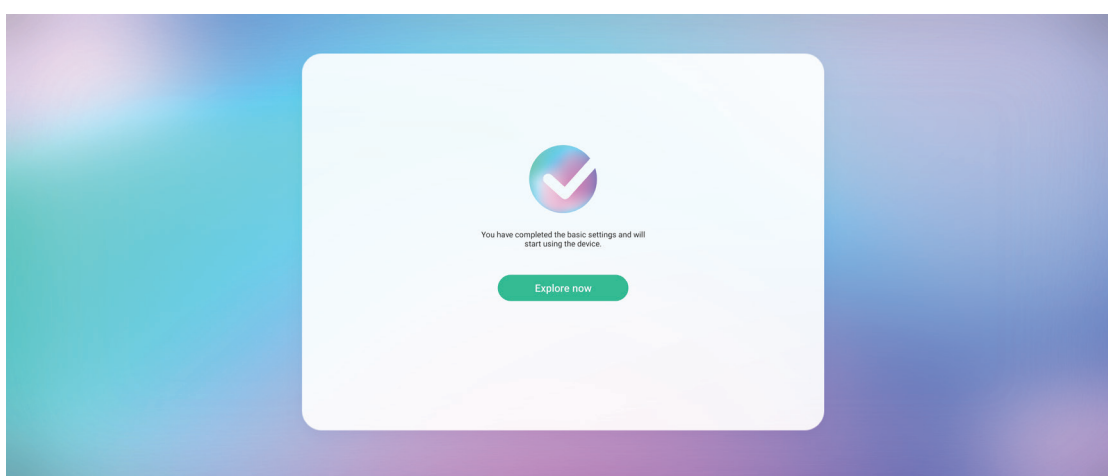 You have completed the basic settings and will
start using the device.
Explore now